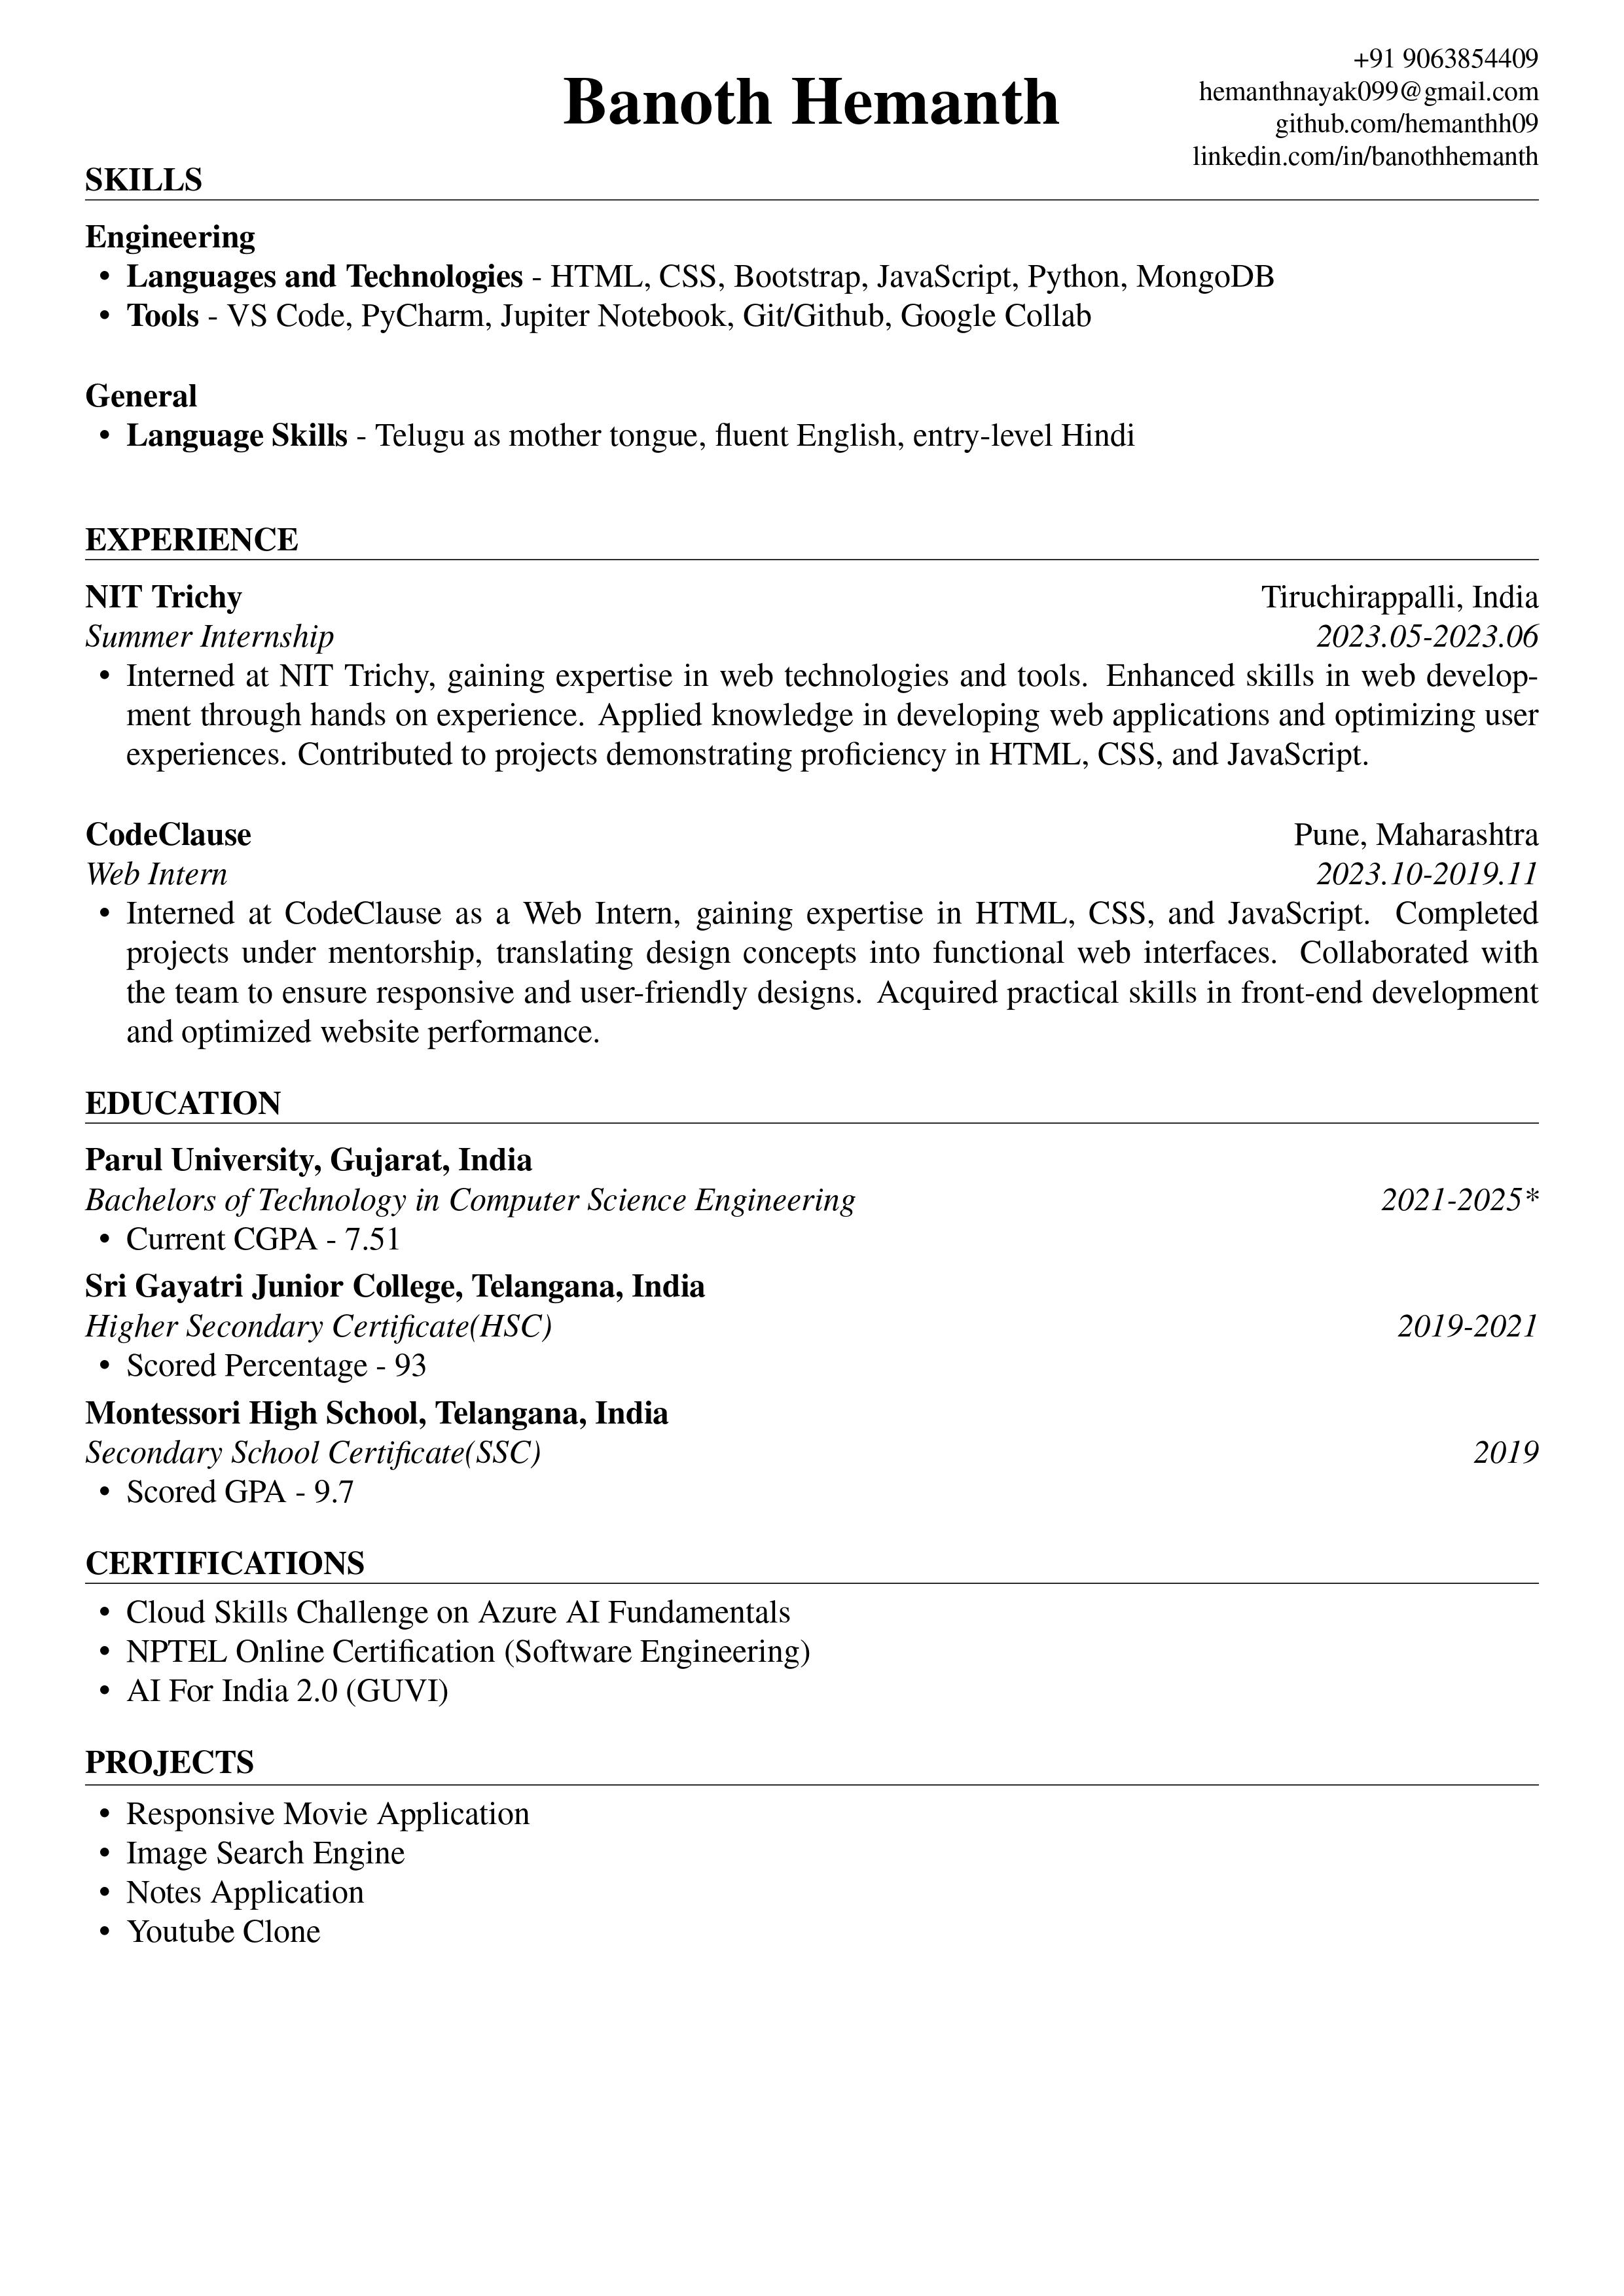 Banoth Hemanth
+91 9063854409
hemanthnayak099@gmail.com
github.com/hemanthh09
linkedin.com/in/banothhemanth
SKILLS
Engineering
• Languages and Technologies - HTML, CSS, Bootstrap, JavaScript, Python, MongoDB
• Tools - VS Code, PyCharm, Jupiter Notebook, Git/Github, Google Collab
General
• Language Skills - Telugu as mother tongue, fluent English, entry-level Hindi
EXPERIENCE
NIT Trichy Tiruchirappalli, India
Summer Internship 2023.05-2023.06
• Interned at NIT Trichy, gaining expertise in web technologies and tools. Enhanced skills in web develop-
ment through hands on experience. Applied knowledge in developing web applications and optimizing user
experiences. Contributed to projects demonstrating proficiency in HTML, CSS, and JavaScript.
CodeClause Pune, Maharashtra
Web Intern 2023.10-2019.11
• Interned at CodeClause as a Web Intern, gaining expertise in HTML, CSS, and JavaScript. Completed
projects under mentorship, translating design concepts into functional web interfaces. Collaborated with
the team to ensure responsive and user-friendly designs. Acquired practical skills in front-end development
and optimized website performance.
EDUCATION
Parul University, Gujarat, India
Bachelors of Technology in Computer Science Engineering 2021-2025*
• Current CGPA - 7.51
Sri Gayatri Junior College, Telangana, India
Higher Secondary Certificate(HSC) 2019-2021
• Scored Percentage - 93
Montessori High School, Telangana, India
Secondary School Certificate(SSC) 2019
• Scored GPA - 9.7
CERTIFICATIONS
• Cloud Skills Challenge on Azure AI Fundamentals
• NPTEL Online Certification (Software Engineering)
• AI For India 2.0 (GUVI)
PROJECTS
• Responsive Movie Application
• Image Search Engine
• Notes Application
• Youtube Clone